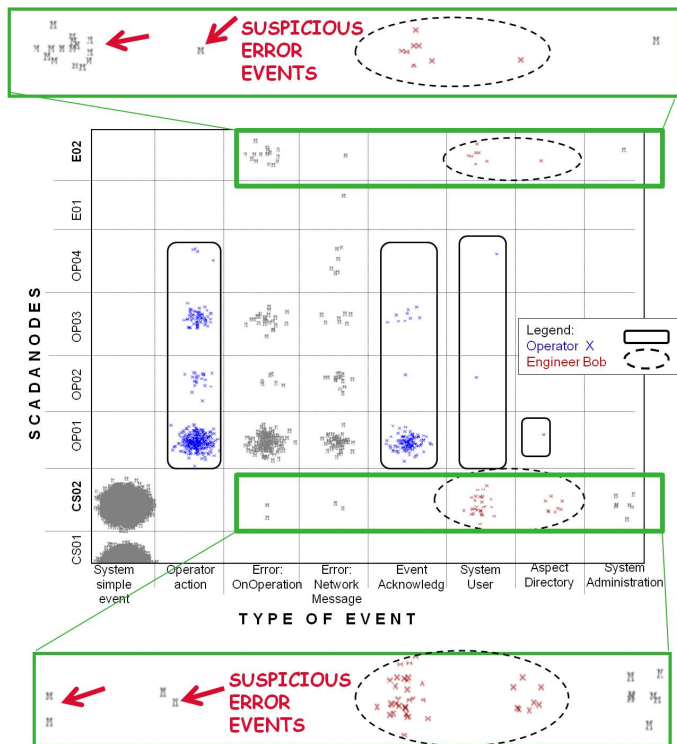 SUSPICIOUS
ERROR
EVENTS
E02
E01
OP04
OP03
OP02
OP01
CS02
CS01
SCADANODES
Legend:
Operator X
Engineer Bob
System
simple
event
Operator
action
Error:
OnOperation
Error:
Network
Message
Event
Acknowledg
System
User
Aspect
Directory
System
Administration
TYPE OF EVENT
SUSPICIOUS
ERROR
EVENTS